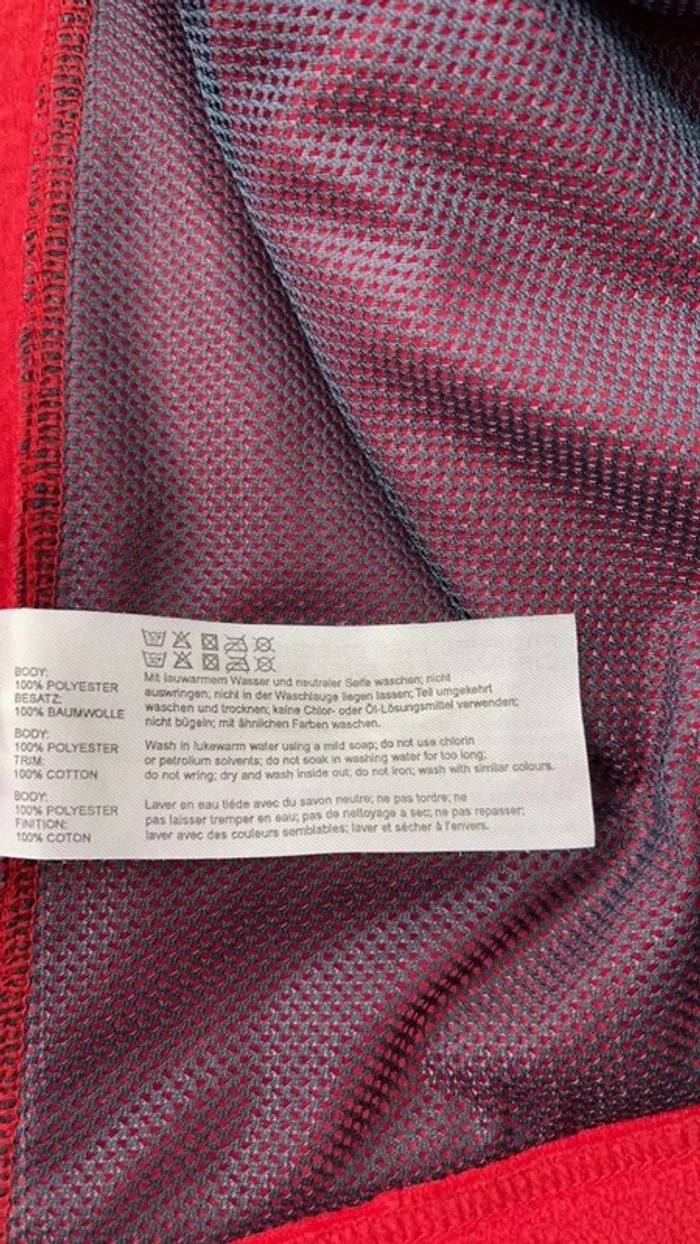 BODY:
100% POLYESTER
BESATZ:
100% BAUMWOLLE
Mit lauwarmem Wasser und neutraler Seife waschen; nicht
auswringen; nicht in der Waschlauge liegen lassen; Teil umgekehrt
waschen und trocknen; keine Chlor- oder Öl-Lösungsmittel verwenden;
nicht bügeln; mit ähnlichen Farben waschen.
BODY:
100% POLYESTER
TRIM:
100% COTTON
Wash in lukewarm water using a mild soap; do not use chlorin
or petrolium solvents; do not soak in washing water for too long;
do not wring; dry and wash inside out; do not iron; wash with similar colours.
BODY:
100% POLYESTER
FINITION:
100% COTON
Laver en eau tiéde avec du savon neutre; ne pas tordre; ne
pas laisser tremper en eau; pas de nettoyage a sec; ne pas repasser;
laver avec des couleurs semblables; laver et sécher à l'envers.